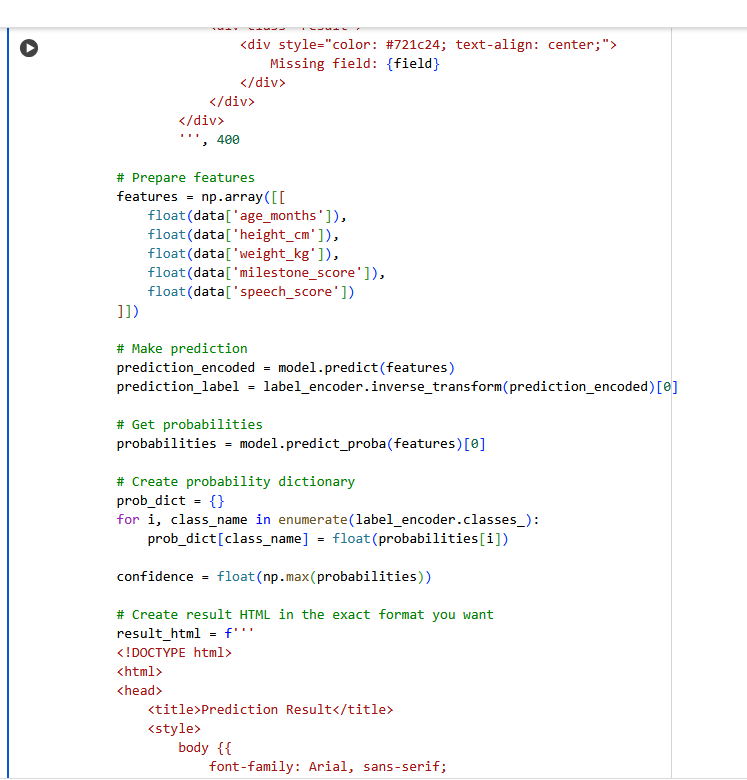 <div class="result">
<div style="color: #721c24; text-align: center;">
Missing field: {field}
</div>
</div>
</div>
''', 400
# Prepare features
features = np.array([[
float(data['age_months']),
float(data['height_cm']),
float(data['weight_kg']),
float(data['milestone_score']),
float(data['speech_score'])
]])
# Make prediction
prediction_encoded = model.predict(features)
prediction_label = label_encoder.inverse_transform(prediction_encoded)[0]
# Get probabilities
probabilities = model.predict_proba(features)[0]
# Create probability dictionary
prob_dict = {}
for i, class_name in enumerate(label_encoder.classes_):
prob_dict[class_name] = float(probabilities[i])
confidence = float(np.max(probabilities))
# Create result HTML in the exact format you want
result_html = f'''
<!DOCTYPE html>
<html>
<head>
<title>Prediction Result</title>
<style>
body {{
font-family: Arial, sans-serif;